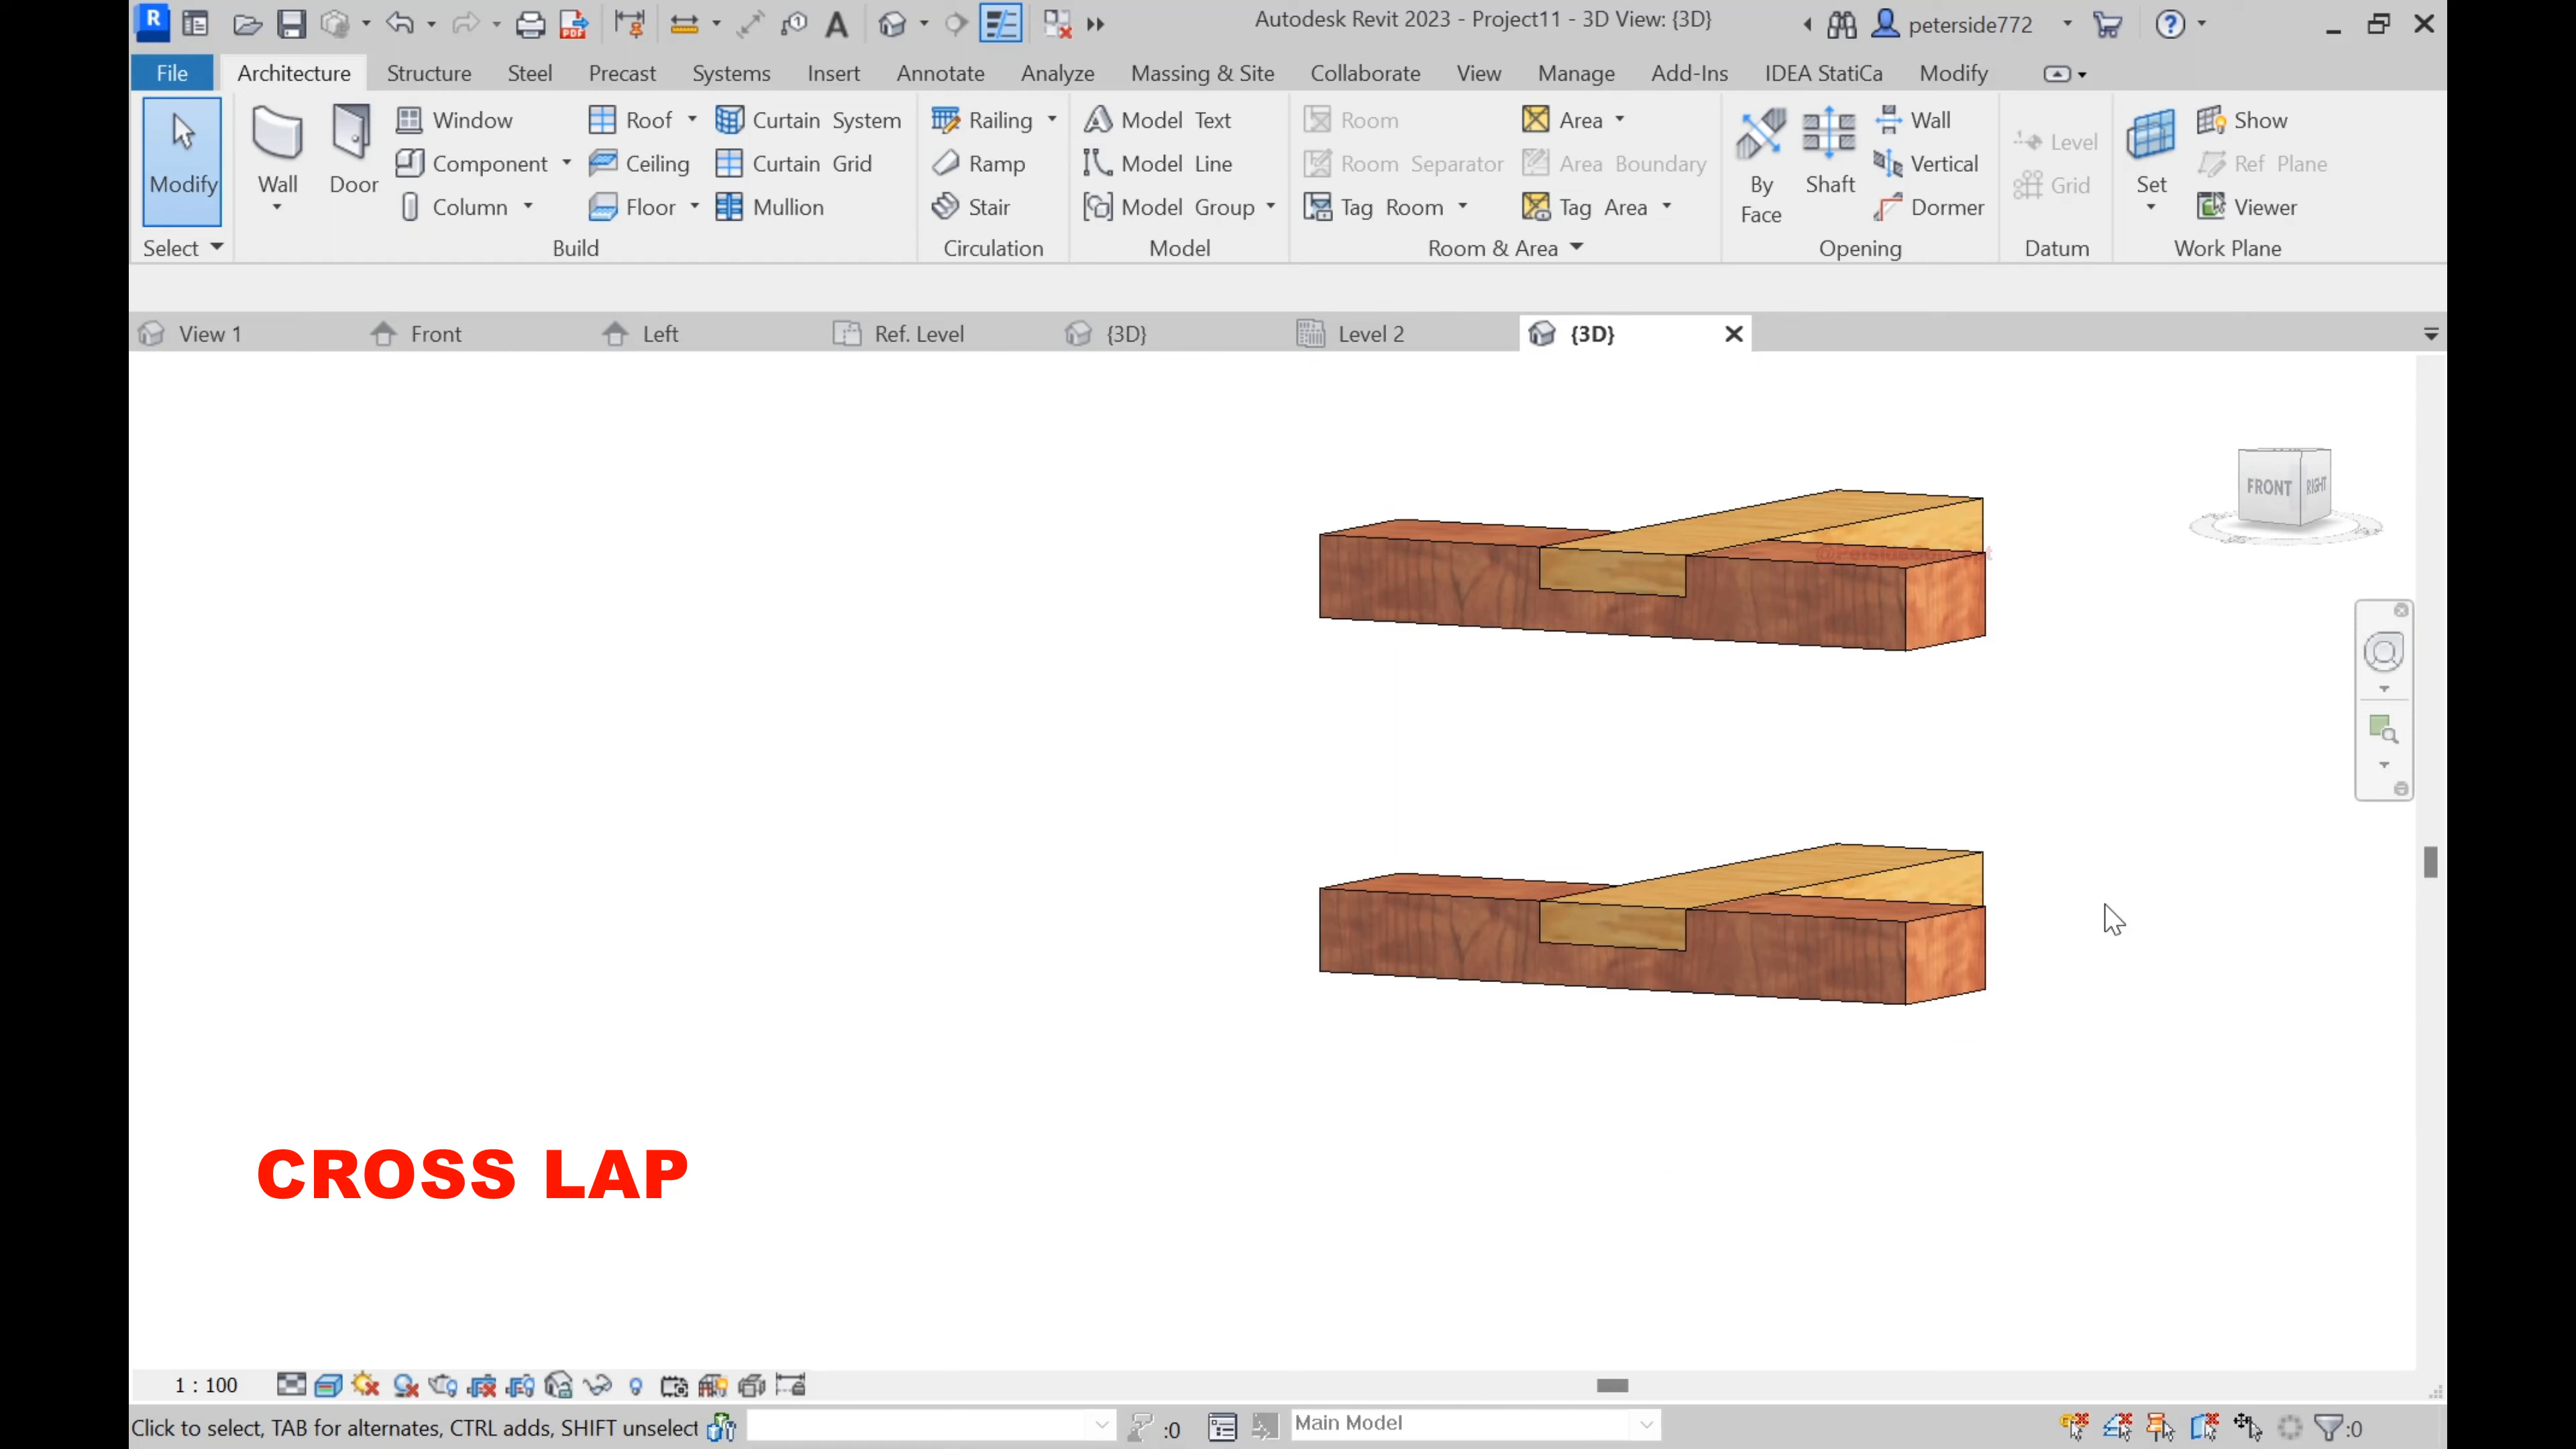 Autodesk Revit 2023 - Project11 - 3D View: {3D}
peterside772
File Architecture Structure Steel Precast Systems Insert Annotate Analyze Massing & Site Collaborate View Manage Add-Ins IDEA StatiCa Modify
Modify
Wall
Door
Window
Component
Column
Roof
Ceiling
Floor
Curtain System
Curtain Grid
Mullion
Railing
Ramp
Stair
Model Text
Model Line
Model Group
Room
Room Separator
Tag Room
Area
Area Boundary
Tag Area
By
Face
Shaft
Wall
Vertical
Dormer
Level
Grid
Set
Show
Ref Plane
Viewer
Select Build Circulation Model Room & Area Opening Datum Work Plane
View 1 Front Left Ref. Level {3D} Level 2 {3D}
FRONT RIGHT
CROSS LAP
1 : 100
Click to select, TAB for alternates, CTRL adds, SHIFT unselect
:0
Main Model
:0